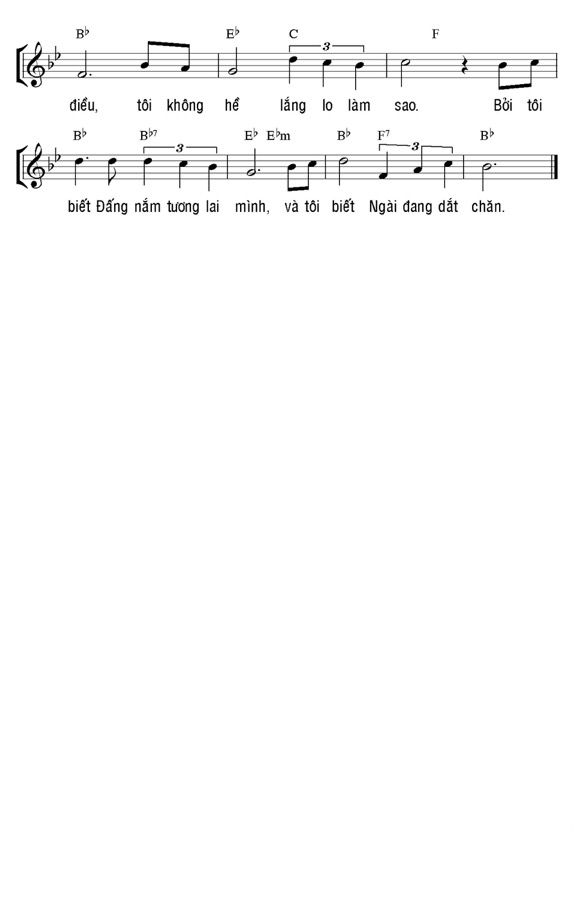 B♭ E♭ C F
3
điều, tôi không hề lắng lo làm sao. Bởi tôi
B♭ B♭7 E♭ E♭m B♭ F7 B♭
3 3
biết Đấng nắm tương lai mình, và tôi biết Ngài đang dắt chăn.